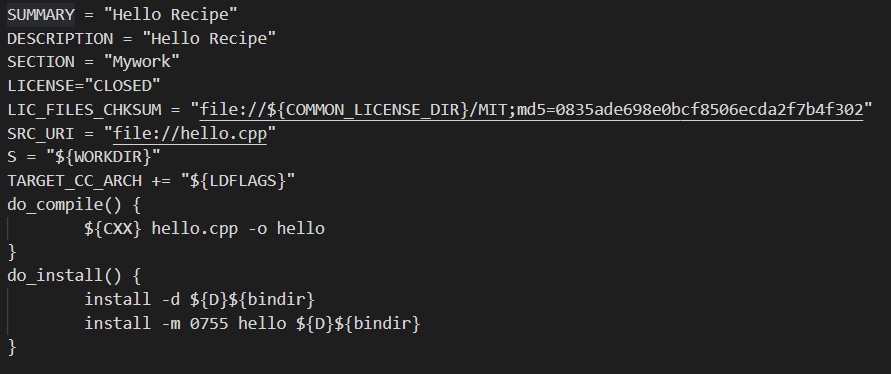 SUMMARY = "Hello Recipe"
DESCRIPTION = "Hello Recipe"
SECTION = "Mywork"
LICENSE="CLOSED"
LIC_FILES_CHKSUM = "file://${COMMON_LICENSE_DIR}/MIT;md5=0835ade698e0bcf8506ecda2f7b4f302"
SRC_URI = "file://hello.cpp"
S = "${WORKDIR}"
TARGET_CC_ARCH += "${LDFLAGS}"
do_compile() {
        ${CXX} hello.cpp -o hello
}
do_install() {
        install -d ${D}${bindir}
        install -m 0755 hello ${D}${bindir}
}